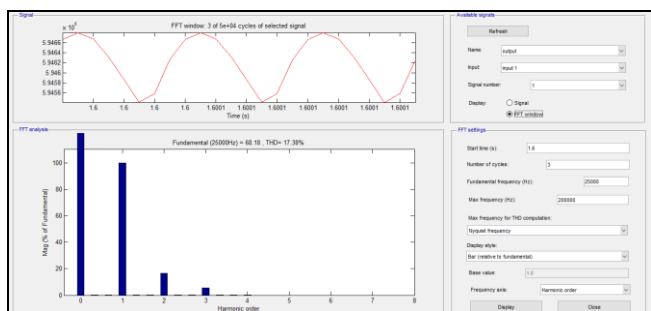 Signal
FFT window: 3 of 5e+04 cycles of selected signal
x 10^5
5.9466
5.9464
5.9462
5.946
5.9458
5.9456
1.6 1.6 1.6 1.6001 1.6001 1.6001 1.6001 1.6001
Time (s)
FFT analysis
Fundamental (25000Hz) = 68.18 , THD= 17.38%
100
80
60
40
20
0
Mag (% of Fundamental)
0 1 2 3 4 5 6 7 8
Harmonic order
Available signals
Refresh
Name: output
Input: input 1
Signal number: 1
Display: Signal
FFT window
FFT settings
Start time (s): 1.6
Number of cycles: 3
Fundamental frequency (Hz): 25000
Max frequency (Hz): 200000
Max frequency for THD computation:
Nyquist frequency
Display style:
Bar (relative to fundamental)
Base value: 1.0
Frequency axis: Harmonic order
Display Close